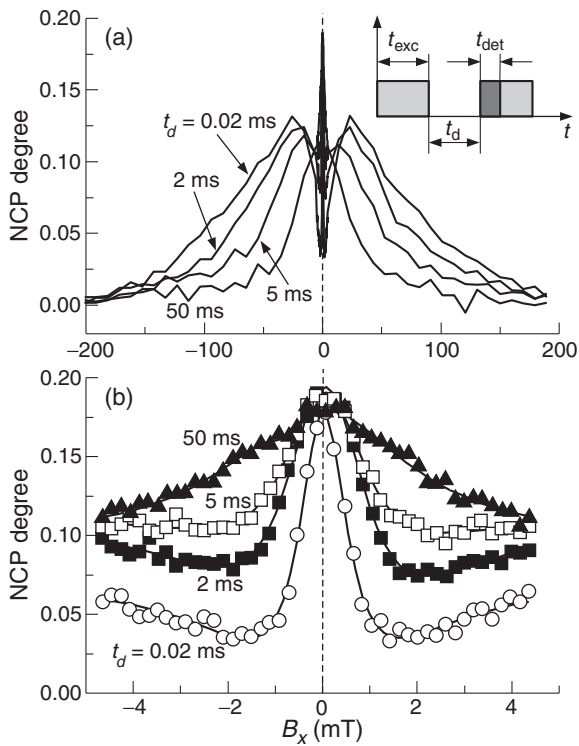 (a)
0.20
0.15
0.10
0.05
0.00
NCP degree
t_exc
t_det
t_d
t
t_d = 0.02 ms
2 ms
5 ms
50 ms
−200 −100 0 100 200
(b)
0.20
0.15
0.10
0.05
0.00
NCP degree
50 ms
5 ms
2 ms
t_d = 0.02 ms
−4 −2 0 2 4
B_x (mT)